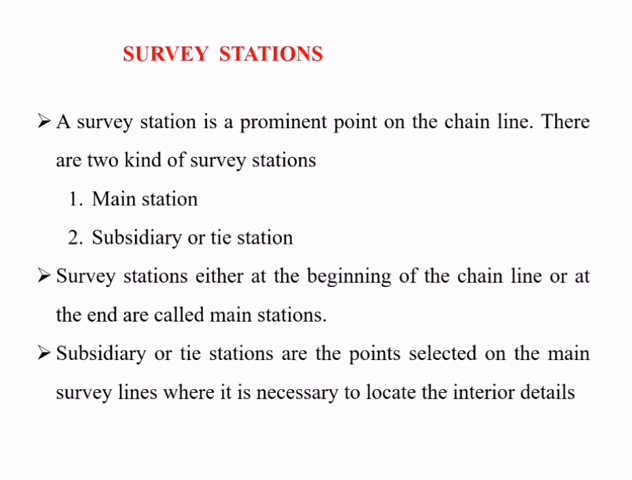 SURVEY STATIONS
➢ A survey station is a prominent point on the chain line. There
are two kind of survey stations
1. Main station
2. Subsidiary or tie station
➢ Survey stations either at the beginning of the chain line or at
the end are called main stations.
➢ Subsidiary or tie stations are the points selected on the main
survey lines where it is necessary to locate the interior details